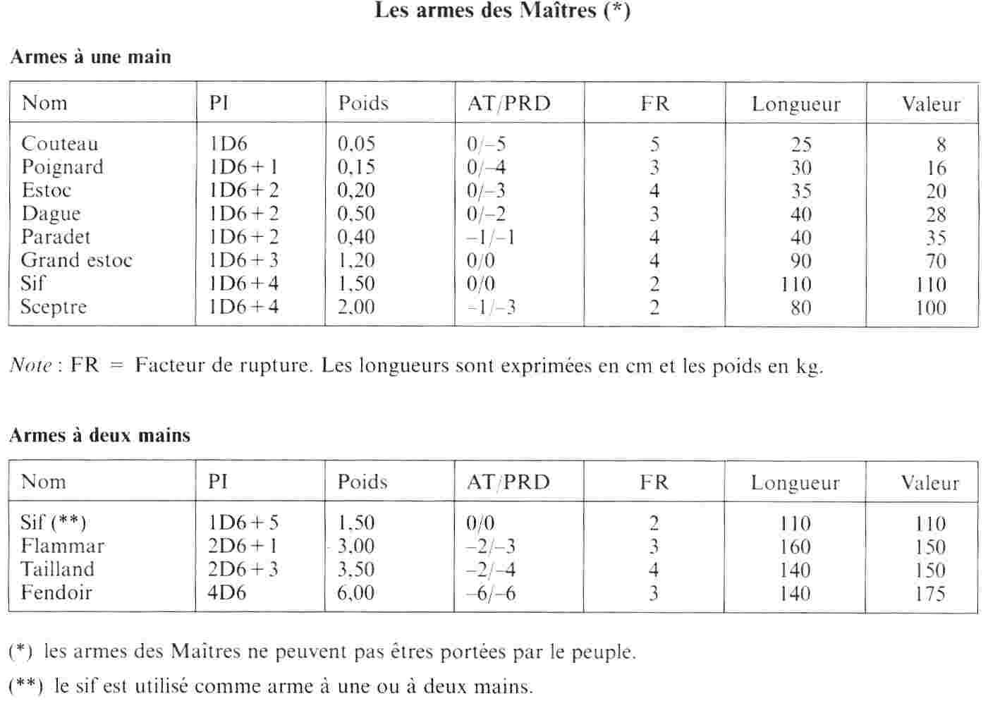 Les armes des Maîtres (*)
Armes à une main
Nom PI Poids AT/PRD FR Longueur Valeur
Couteau 1D6 0,05 0/–5 5 25 8
Poignard 1D6+1 0,15 0/–4 3 30 16
Estoc 1D6+2 0,20 0/–3 4 35 20
Dague 1D6+2 0,50 0/–2 3 40 28
Paradet 1D6+2 0,40 –1/–1 4 40 35
Grand estoc 1D6+3 1,20 0/0 4 90 70
Sif 1D6+4 1,50 0/0 2 110 110
Sceptre 1D6+4 2,00 –1/–3 2 80 100
Note : FR = Facteur de rupture. Les longueurs sont exprimées en cm et les poids en kg.
Armes à deux mains
Nom PI Poids AT/PRD FR Longueur Valeur
Sif (**) 1D6+5 1,50 0/0 2 110 110
Flammar 2D6+1 3,00 –2/–3 3 160 150
Tailland 2D6+3 3,50 –2/–4 4 140 150
Fendoir 4D6 6,00 –6/–6 3 140 175
(*) les armes des Maîtres ne peuvent pas êtres portées par le peuple.
(**) le sif est utilisé comme arme à une ou à deux mains.